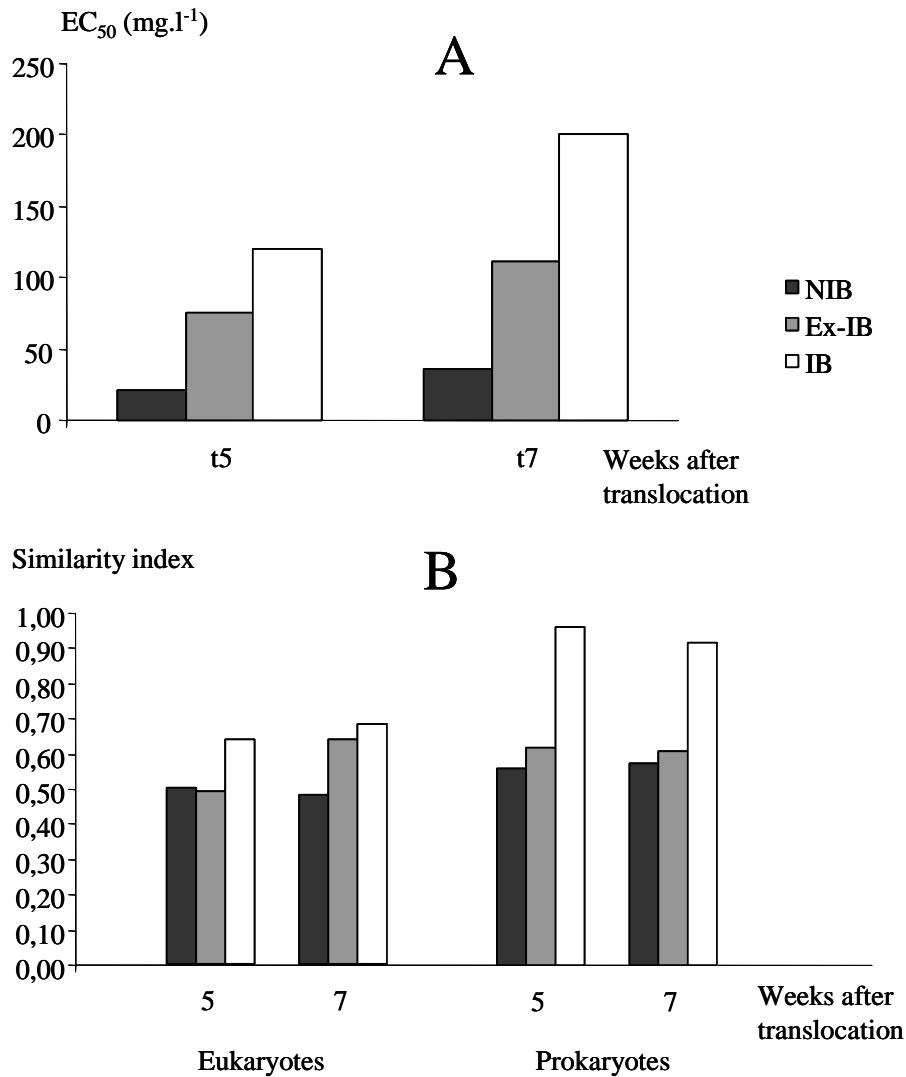 EC50 (mg.l-1)
A
250
200
150
100
50
0
t5
t7
Weeks after
translocation
NIB
Ex-IB
IB
Similarity index
B
1,00
0,90
0,80
0,70
0,60
0,50
0,40
0,30
0,20
0,10
0,00
5
7
5
7
Weeks after
translocation
Eukaryotes
Prokaryotes